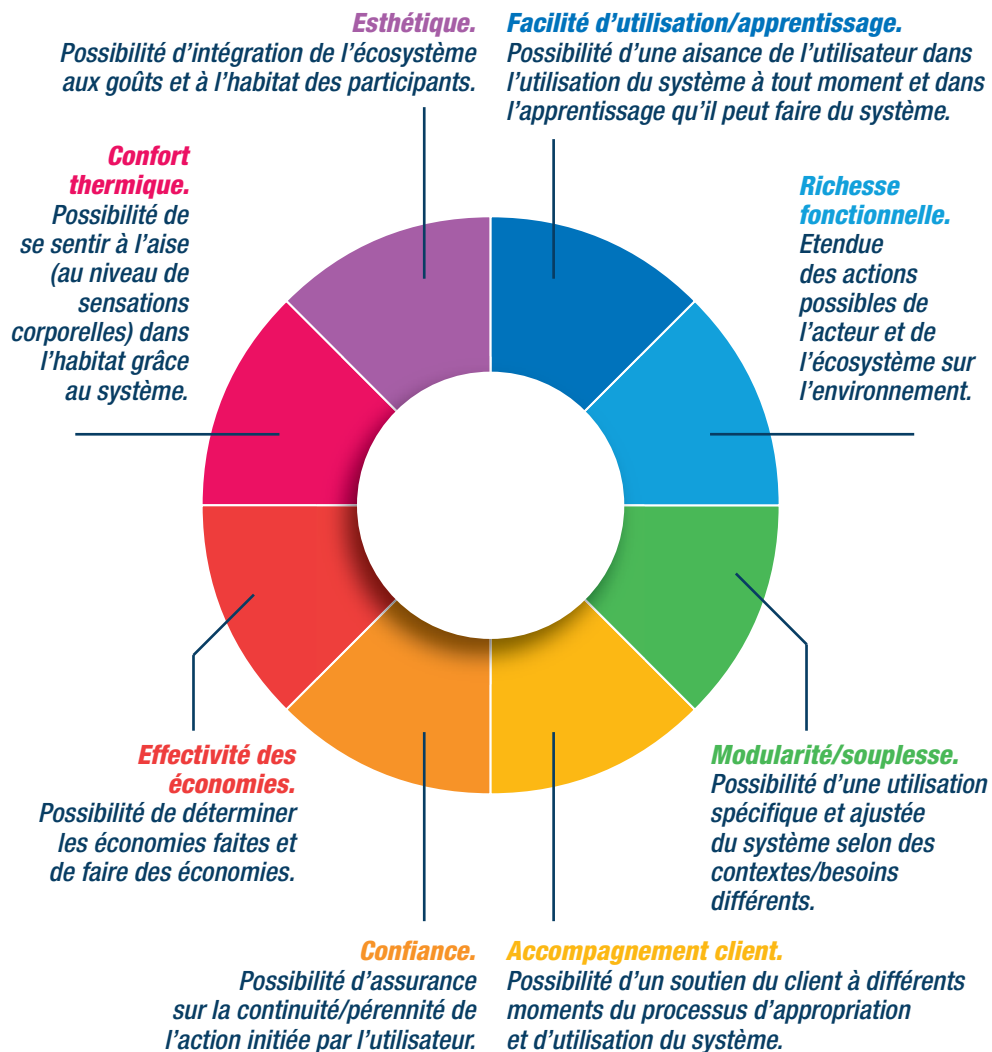 Esthétique.
Possibilité d’intégration de l’écosystème
aux goûts et à l’habitat des participants.
Facilité d’utilisation/apprentissage.
Possibilité d’une aisance de l’utilisateur dans
l’utilisation du système à tout moment et dans
l’apprentissage qu’il peut faire du système.
Confort
thermique.
Possibilité de
se sentir à l’aise
(au niveau de
sensations
corporelles) dans
l’habitat grâce
au système.
Richesse
fonctionnelle.
Etendue
des actions
possibles de
l’acteur et de
l’écosystème sur
l’environnement.
Effectivité des
économies.
Possibilité de déterminer
les économies faites et
de faire des économies.
Modularité/souplesse.
Possibilité d’une utilisation
spécifique et ajustée
du système selon des
contextes/besoins
différents.
Confiance.
Possibilité d’assurance
sur la continuité/pérennité de
l’action initiée par l’utilisateur.
Accompagnement client.
Possibilité d’un soutien du client à différents
moments du processus d’appropriation
et d’utilisation du système.